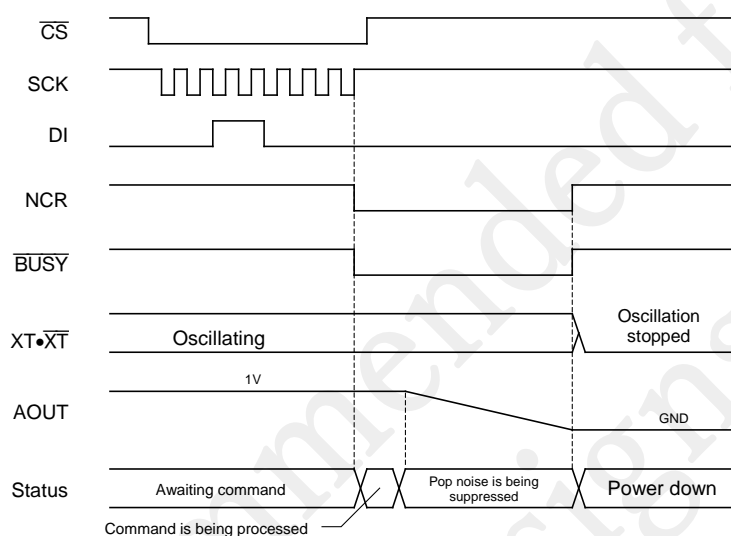 CS
SCK
DI
NCR
BUSY
XT•XT
Oscillating
Oscillation
stopped
1V
AOUT
GND
Status
Awaiting command
Pop noise is being
suppressed
Power down
Command is being processed